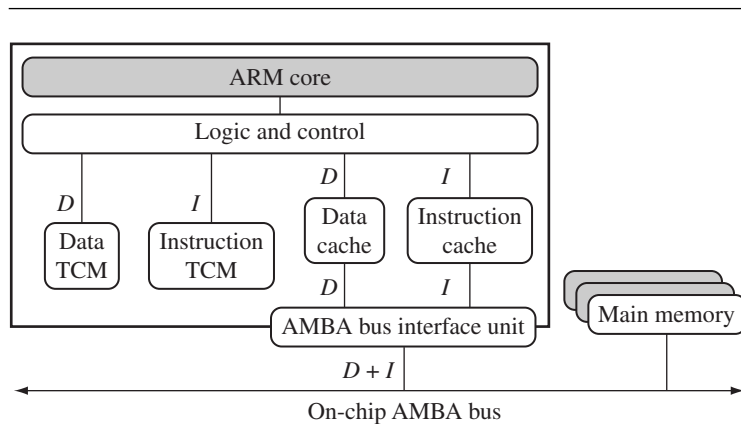 ARM core
Logic and control
D
I
D
I
Data
TCM
Instruction
TCM
Data
cache
Instruction
cache
D
I
AMBA bus interface unit
Main memory
D + I
On-chip AMBA bus